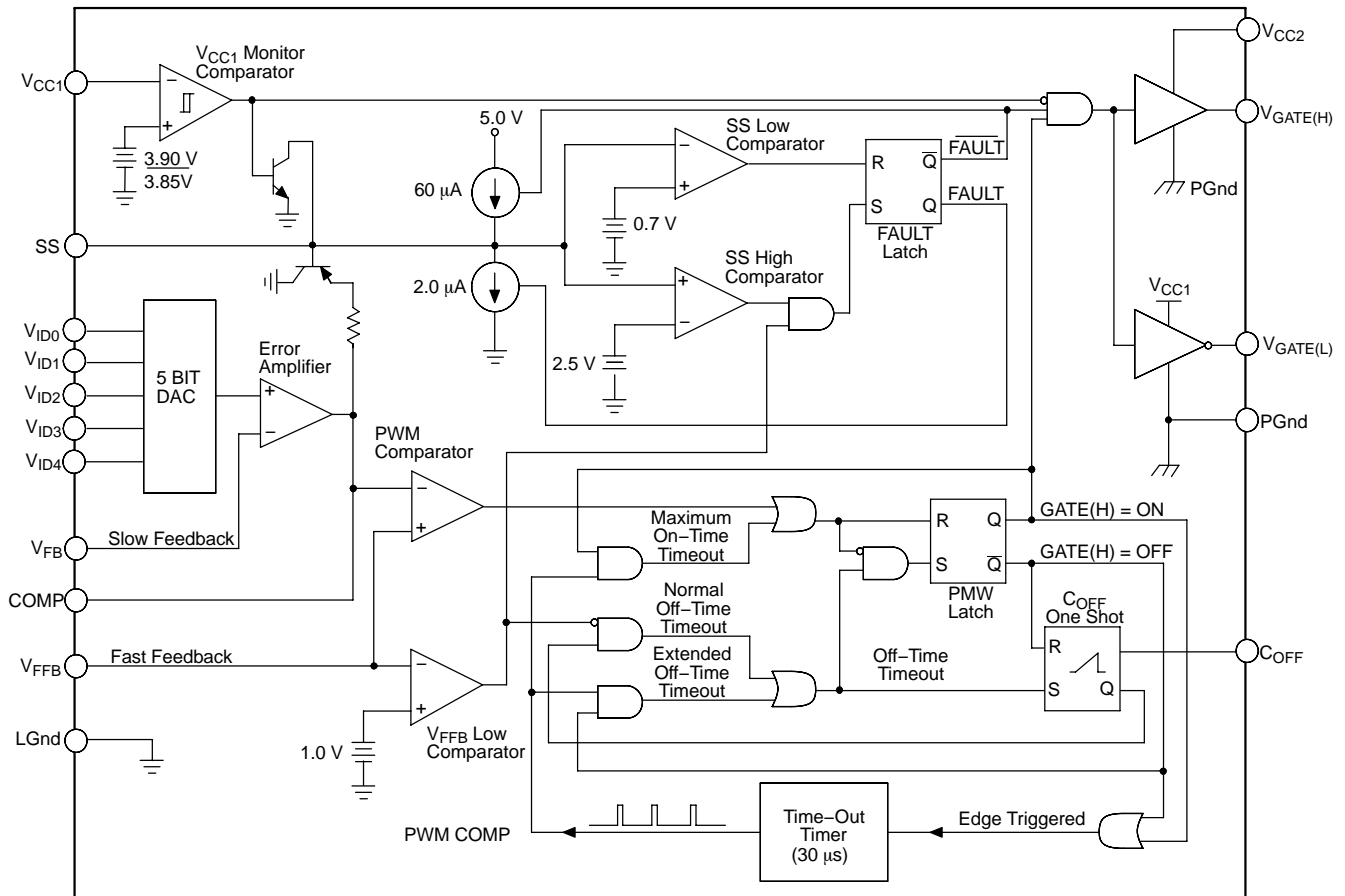 VCC1 Monitor
Comparator
VCC1
−
+
3.90 V
3.85V
5.0 V
60 μA
SS Low
Comparator
−
+
0.7 V
R
Q
S
Q
FAULT
FAULT
FAULT
Latch
VCC2
VGATE(H)
PGnd
SS
2.0 μA
SS High
Comparator
+
−
2.5 V
VCC1
VGATE(L)
PGnd
VID0
VID1
VID2
VID3
VID4
5 BIT
DAC
Error
Amplifier
+
−
PWM
Comparator
−
+
VFB
Slow Feedback
COMP
VFFB
Fast Feedback
LGnd
−
+
1.0 V
VFFB Low
Comparator
Maximum
On−Time
Timeout
Normal
Off−Time
Timeout
Extended
Off−Time
Timeout
R
Q
S
Q
PMW
Latch
GATE(H) = ON
GATE(H) = OFF
COFF
One Shot
R
S
Q
COFF
Off−Time
Timeout
PWM COMP
Time−Out
Timer
(30 μs)
Edge Triggered